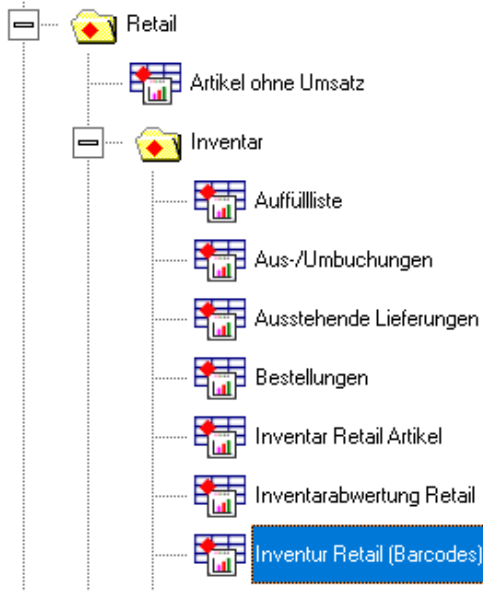 Retail
Artikel ohne Umsatz
Inventar
Auffüllliste
Aus-/Umbuchungen
Ausstehende Lieferungen
Bestellungen
Inventar Retail Artikel
Inventarabwertung Retail
Inventur Retail (Barcodes)